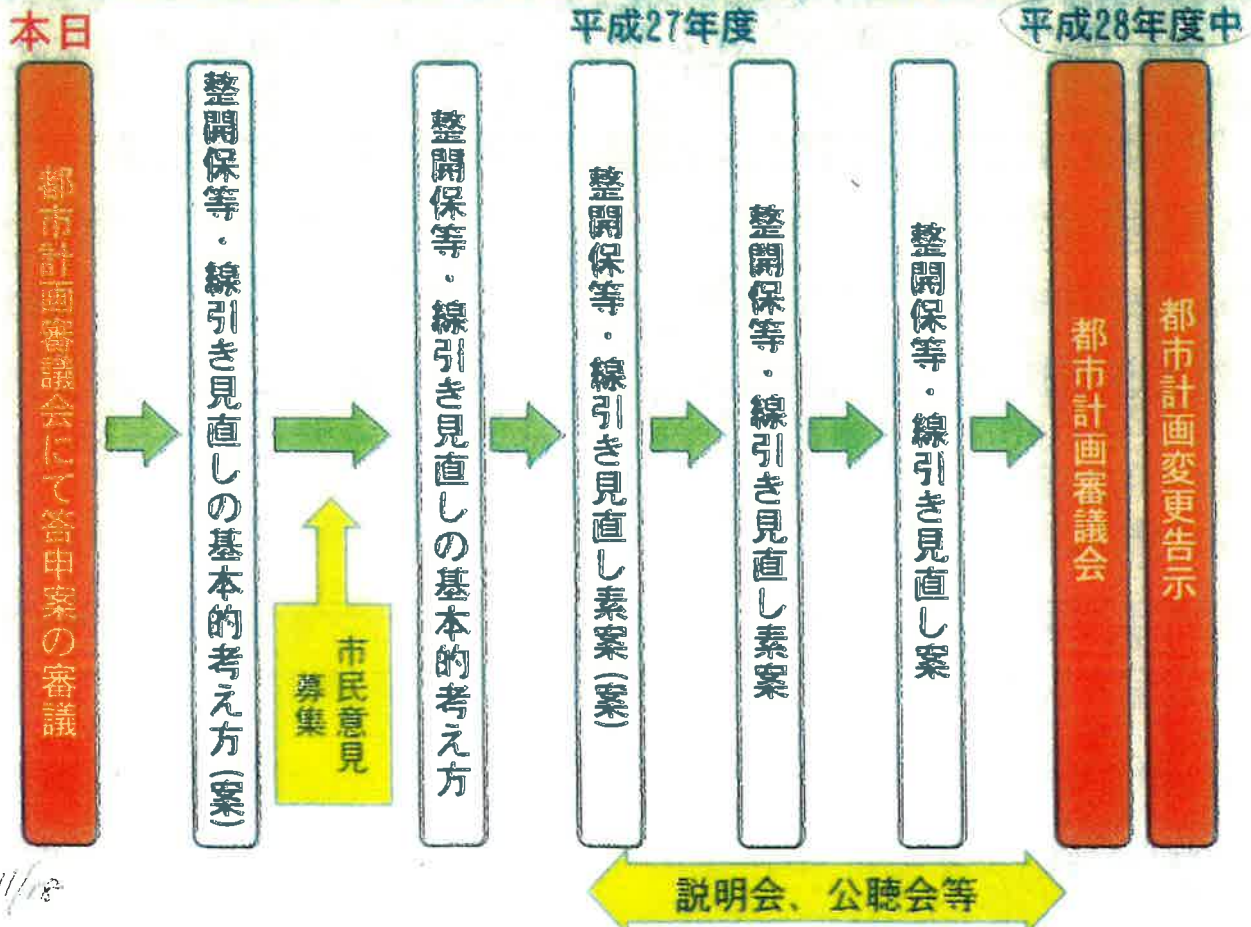 本日
平成27年度
平成28年度中
都市計画審議会にて答申案の審議
整開保等・線引き見直しの基本的考え方(案)
市民意見
募集
整開保等・線引き見直しの基本的考え方
整開保等・線引き見直し素案(案)
整開保等・線引き見直し素案
整開保等・線引き見直し案
都市計画審議会
都市計画変更告示
説明会、公聴会等